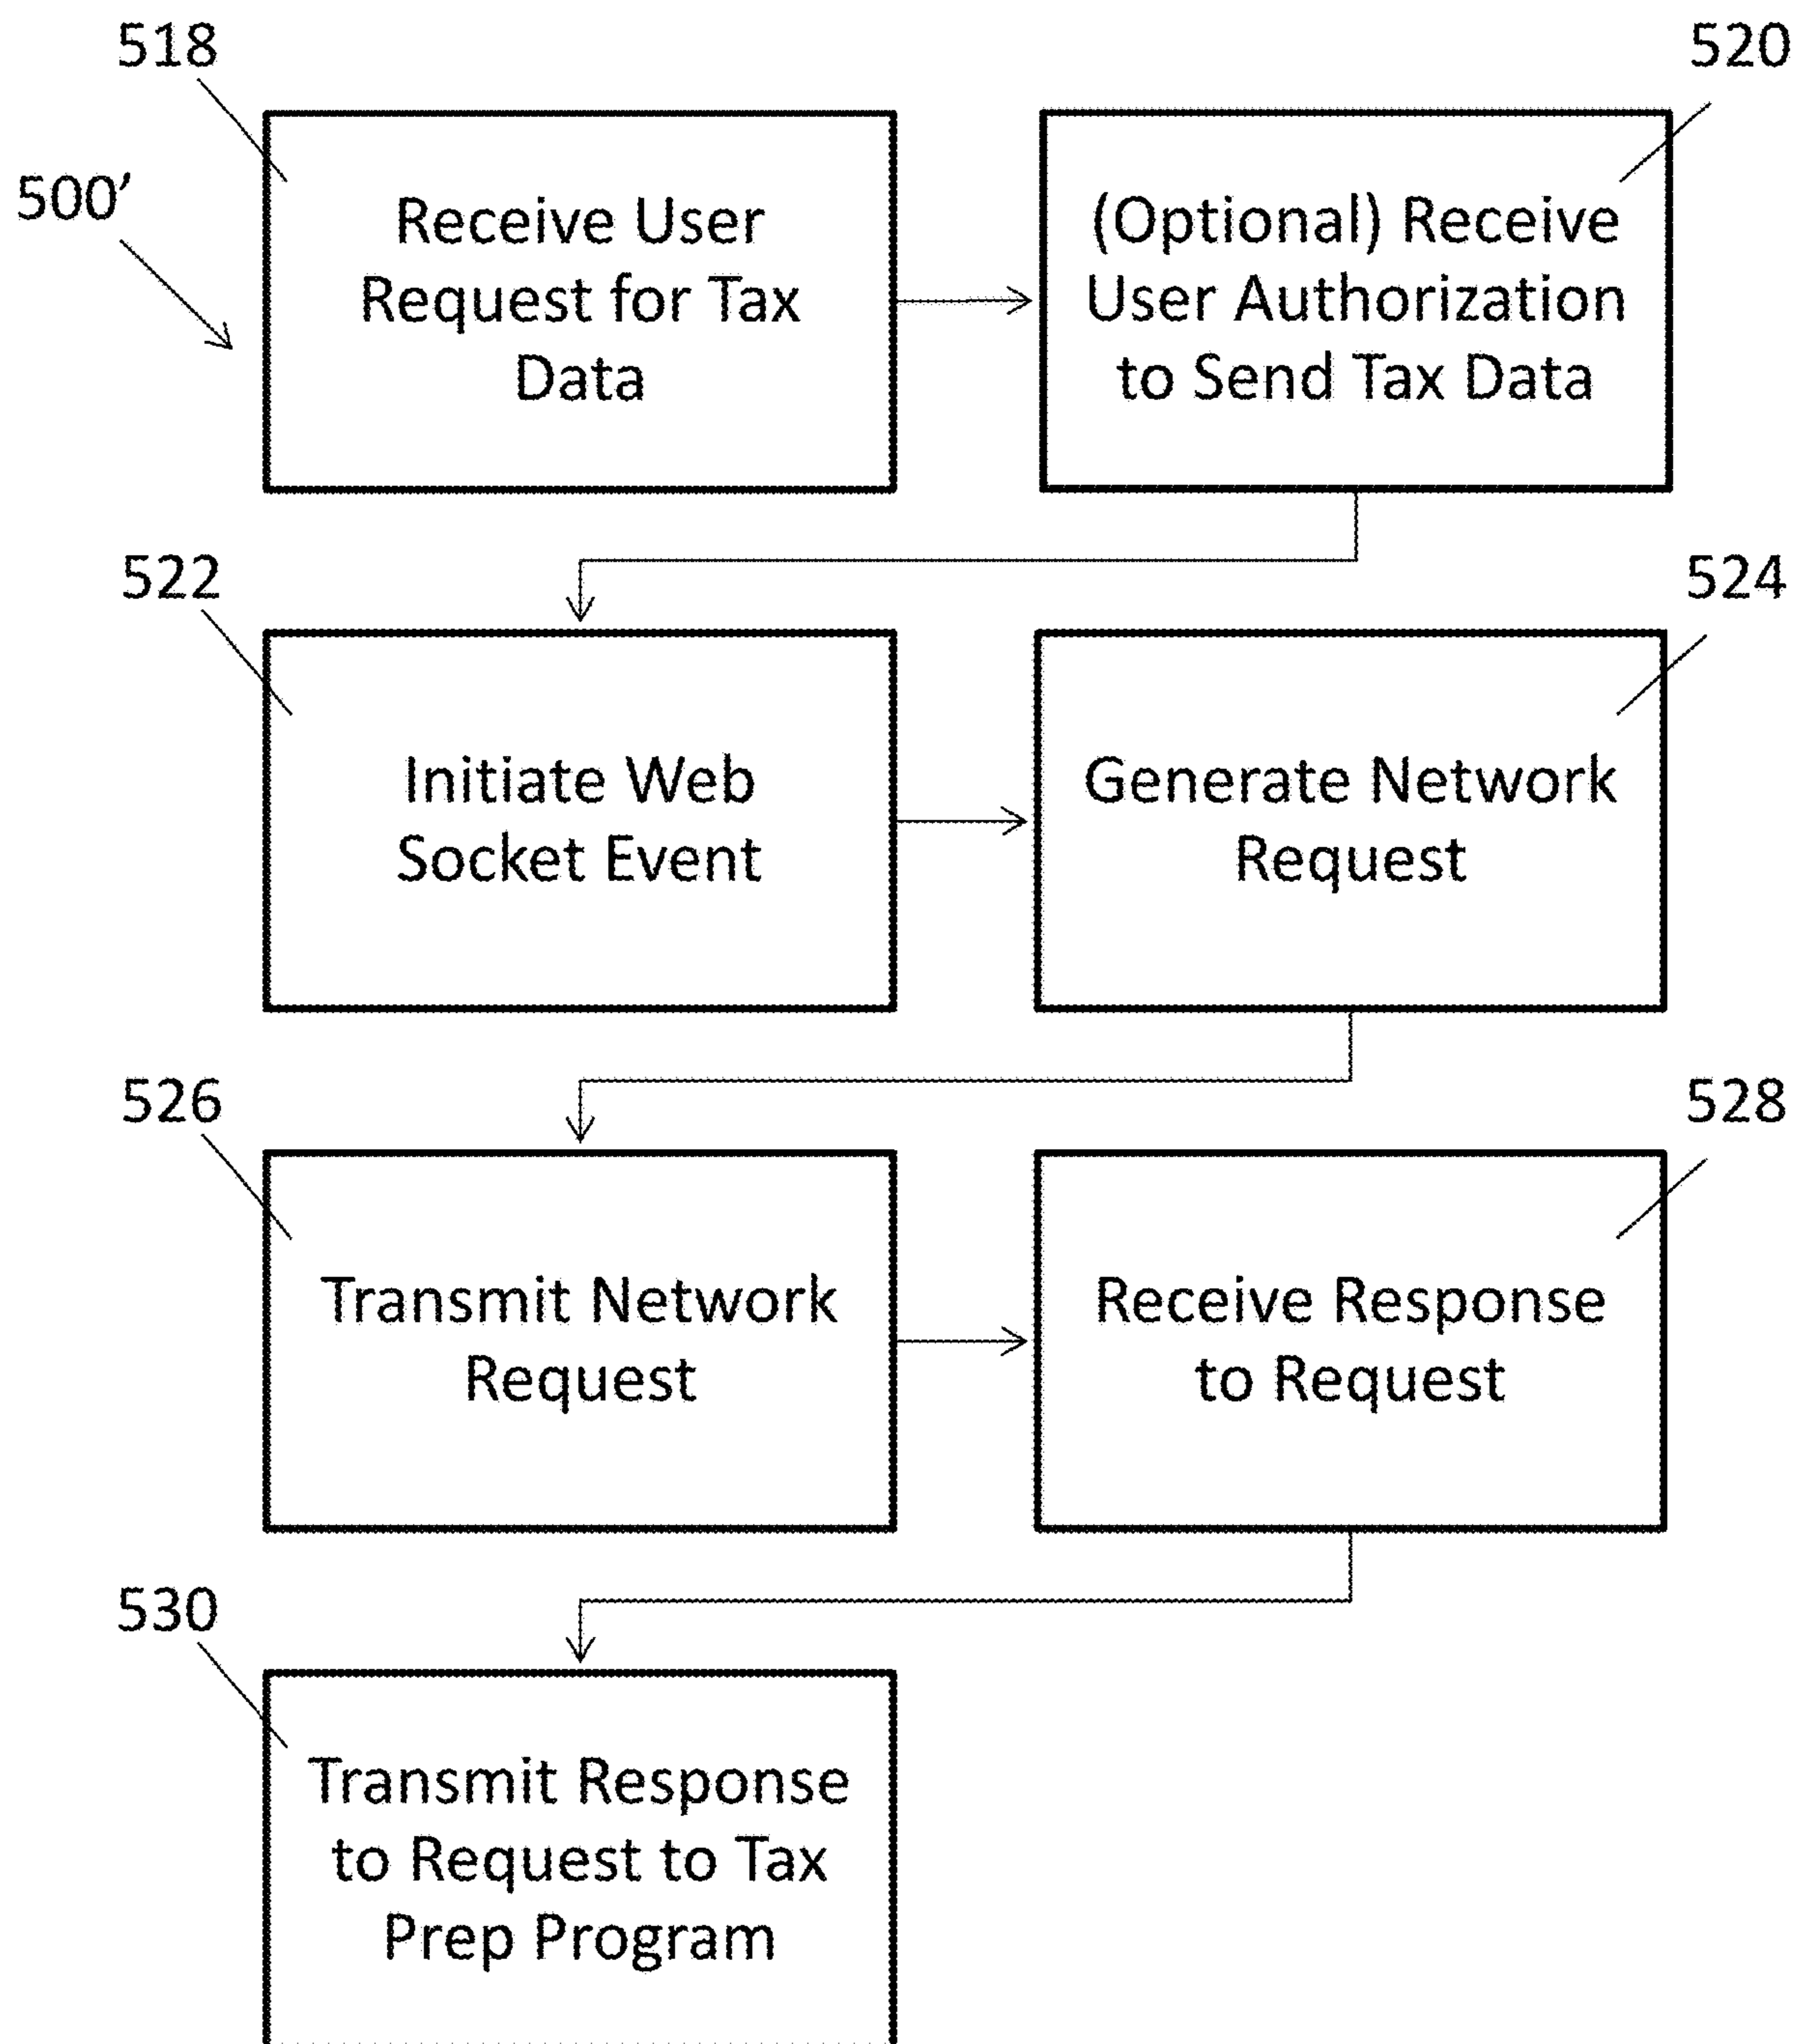 518
520
500’
Receive User
Request for Tax
Data
(Optional) Receive
User Authorization
to Send Tax Data
522
524
Initiate Web
Socket Event
Generate Network
Request
526
528
Transmit Network
Request
Receive Response
to Request
530
Transmit Response
to Request to Tax
Prep Program